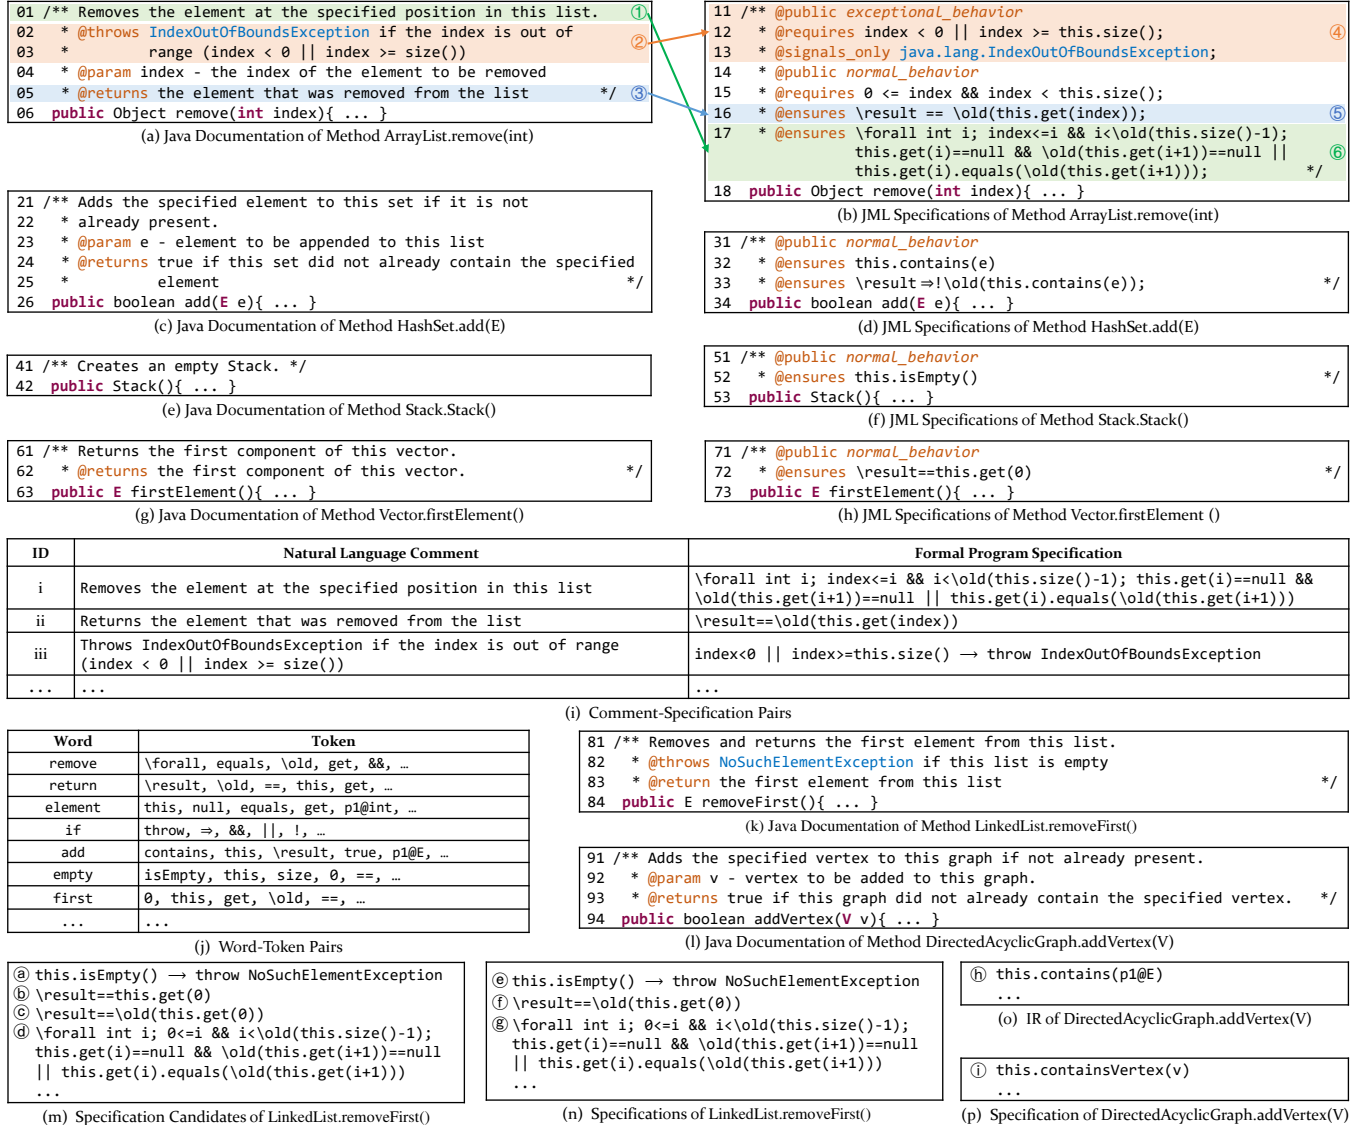 01 /** Removes the element at the specified position in this list. ①
02 * @throws IndexOutOfBoundsException if the index is out of
03 * range (index < 0 || index >= size()) ②
04 * @param index - the index of the element to be removed
05 * @returns the element that was removed from the list */ ③
06 public Object remove(int index){ ... }
(a) Java Documentation of Method ArrayList.remove(int)
11 /** @public exceptional_behavior
12 * @requires index < 0 || index >= this.size(); ④
13 * @signals_only java.lang.IndexOutOfBoundsException;
14 * @public normal_behavior
15 * @requires 0 <= index && index < this.size();
16 * @ensures \result == \old(this.get(index)); ⑤
17 * @ensures \forall int i; index<=i && i<\old(this.size()-1);
this.get(i)==null && \old(this.get(i+1))==null || ⑥
this.get(i).equals(\old(this.get(i+1))); */
18 public Object remove(int index){ ... }
(b) JML Specifications of Method ArrayList.remove(int)
21 /** Adds the specified element to this set if it is not
22 * already present.
23 * @param e - element to be appended to this list
24 * @returns true if this set did not already contain the specified
25 * element */
26 public boolean add(E e){ ... }
(c) Java Documentation of Method HashSet.add(E)
31 /** @public normal_behavior
32 * @ensures this.contains(e)
33 * @ensures \result ⇒!\old(this.contains(e)); */
34 public boolean add(E e){ ... }
(d) JML Specifications of Method HashSet.add(E)
41 /** Creates an empty Stack. */
42 public Stack(){ ... }
(e) Java Documentation of Method Stack.Stack()
51 /** @public normal_behavior
52 * @ensures this.isEmpty() */
53 public Stack(){ ... }
(f) JML Specifications of Method Stack.Stack()
61 /** Returns the first component of this vector.
62 * @returns the first component of this vector. */
63 public E firstElement(){ ... }
(g) Java Documentation of Method Vector.firstElement()
71 /** @public normal_behavior
72 * @ensures \result==this.get(0) */
73 public E firstElement(){ ... }
(h) JML Specifications of Method Vector.firstElement ()
ID Natural Language Comment Formal Program Specification
i Removes the element at the specified position in this list \forall int i; index<=i && i<\old(this.size()-1); this.get(i)==null &&
\old(this.get(i+1))==null || this.get(i).equals(\old(this.get(i+1)))
ii Returns the element that was removed from the list \result==\old(this.get(index))
iii Throws IndexOutOfBoundsException if the index is out of range
(index < 0 || index >= size()) index<0 || index>=this.size() → throw IndexOutOfBoundsException
... ... ...
(i) Comment-Specification Pairs
Word Token
remove \forall, equals, \old, get, &&, …
return \result, \old, ==, this, get, …
element this, null, equals, get, p1@int, …
if throw, ⇒, &&, ||, !, …
add contains, this, \result, true, p1@E, …
empty isEmpty, this, size, 0, ==, …
first 0, this, get, \old, ==, …
... ...
(j) Word-Token Pairs
81 /** Removes and returns the first element from this list.
82 * @throws NoSuchElementException if this list is empty
83 * @return the first element from this list */
84 public E removeFirst(){ ... }
(k) Java Documentation of Method LinkedList.removeFirst()
91 /** Adds the specified vertex to this graph if not already present.
92 * @param v - vertex to be added to this graph.
93 * @returns true if this graph did not already contain the specified vertex. */
94 public boolean addVertex(V v){ ... }
(l) Java Documentation of Method DirectedAcyclicGraph.addVertex(V)
ⓐ this.isEmpty() → throw NoSuchElementException
ⓑ \result==this.get(0)
ⓒ \result==\old(this.get(0))
ⓓ \forall int i; 0<=i && i<\old(this.size()-1);
this.get(i)==null && \old(this.get(i+1))==null
|| this.get(i).equals(\old(this.get(i+1)))
...
(m) Specification Candidates of LinkedList.removeFirst()
ⓔ this.isEmpty() → throw NoSuchElementException
ⓕ \result==\old(this.get(0))
ⓖ \forall int i; 0<=i && i<\old(this.size()-1);
this.get(i)==null && \old(this.get(i+1))==null
|| this.get(i).equals(\old(this.get(i+1)))
...
(n) Specifications of LinkedList.removeFirst()
ⓗ this.contains(p1@E)
...
(o) IR of DirectedAcyclicGraph.addVertex(V)
ⓘ this.containsVertex(v)
...
(p) Specification of DirectedAcyclicGraph.addVertex(V)